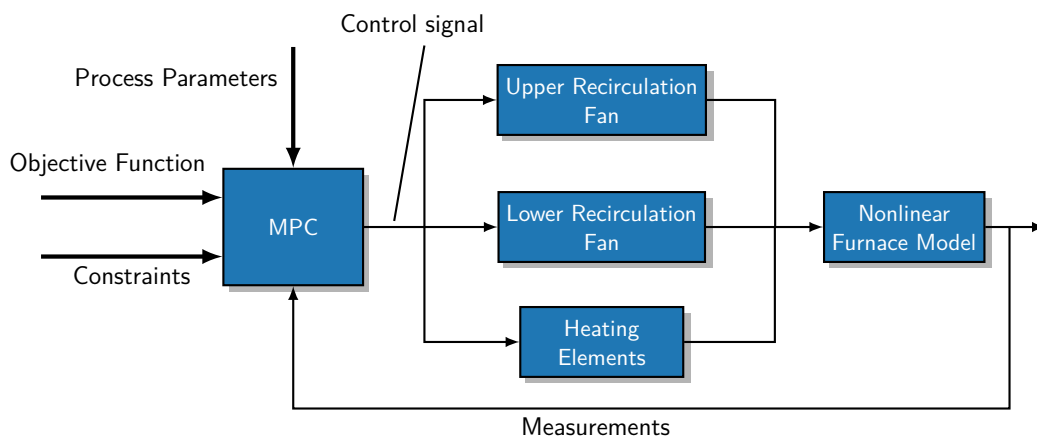 Control signal
Process Parameters
Upper Recirculation
Fan
Objective Function
MPC
Lower Recirculation
Fan
Nonlinear
Furnace Model
Constraints
Heating
Elements
Measurements